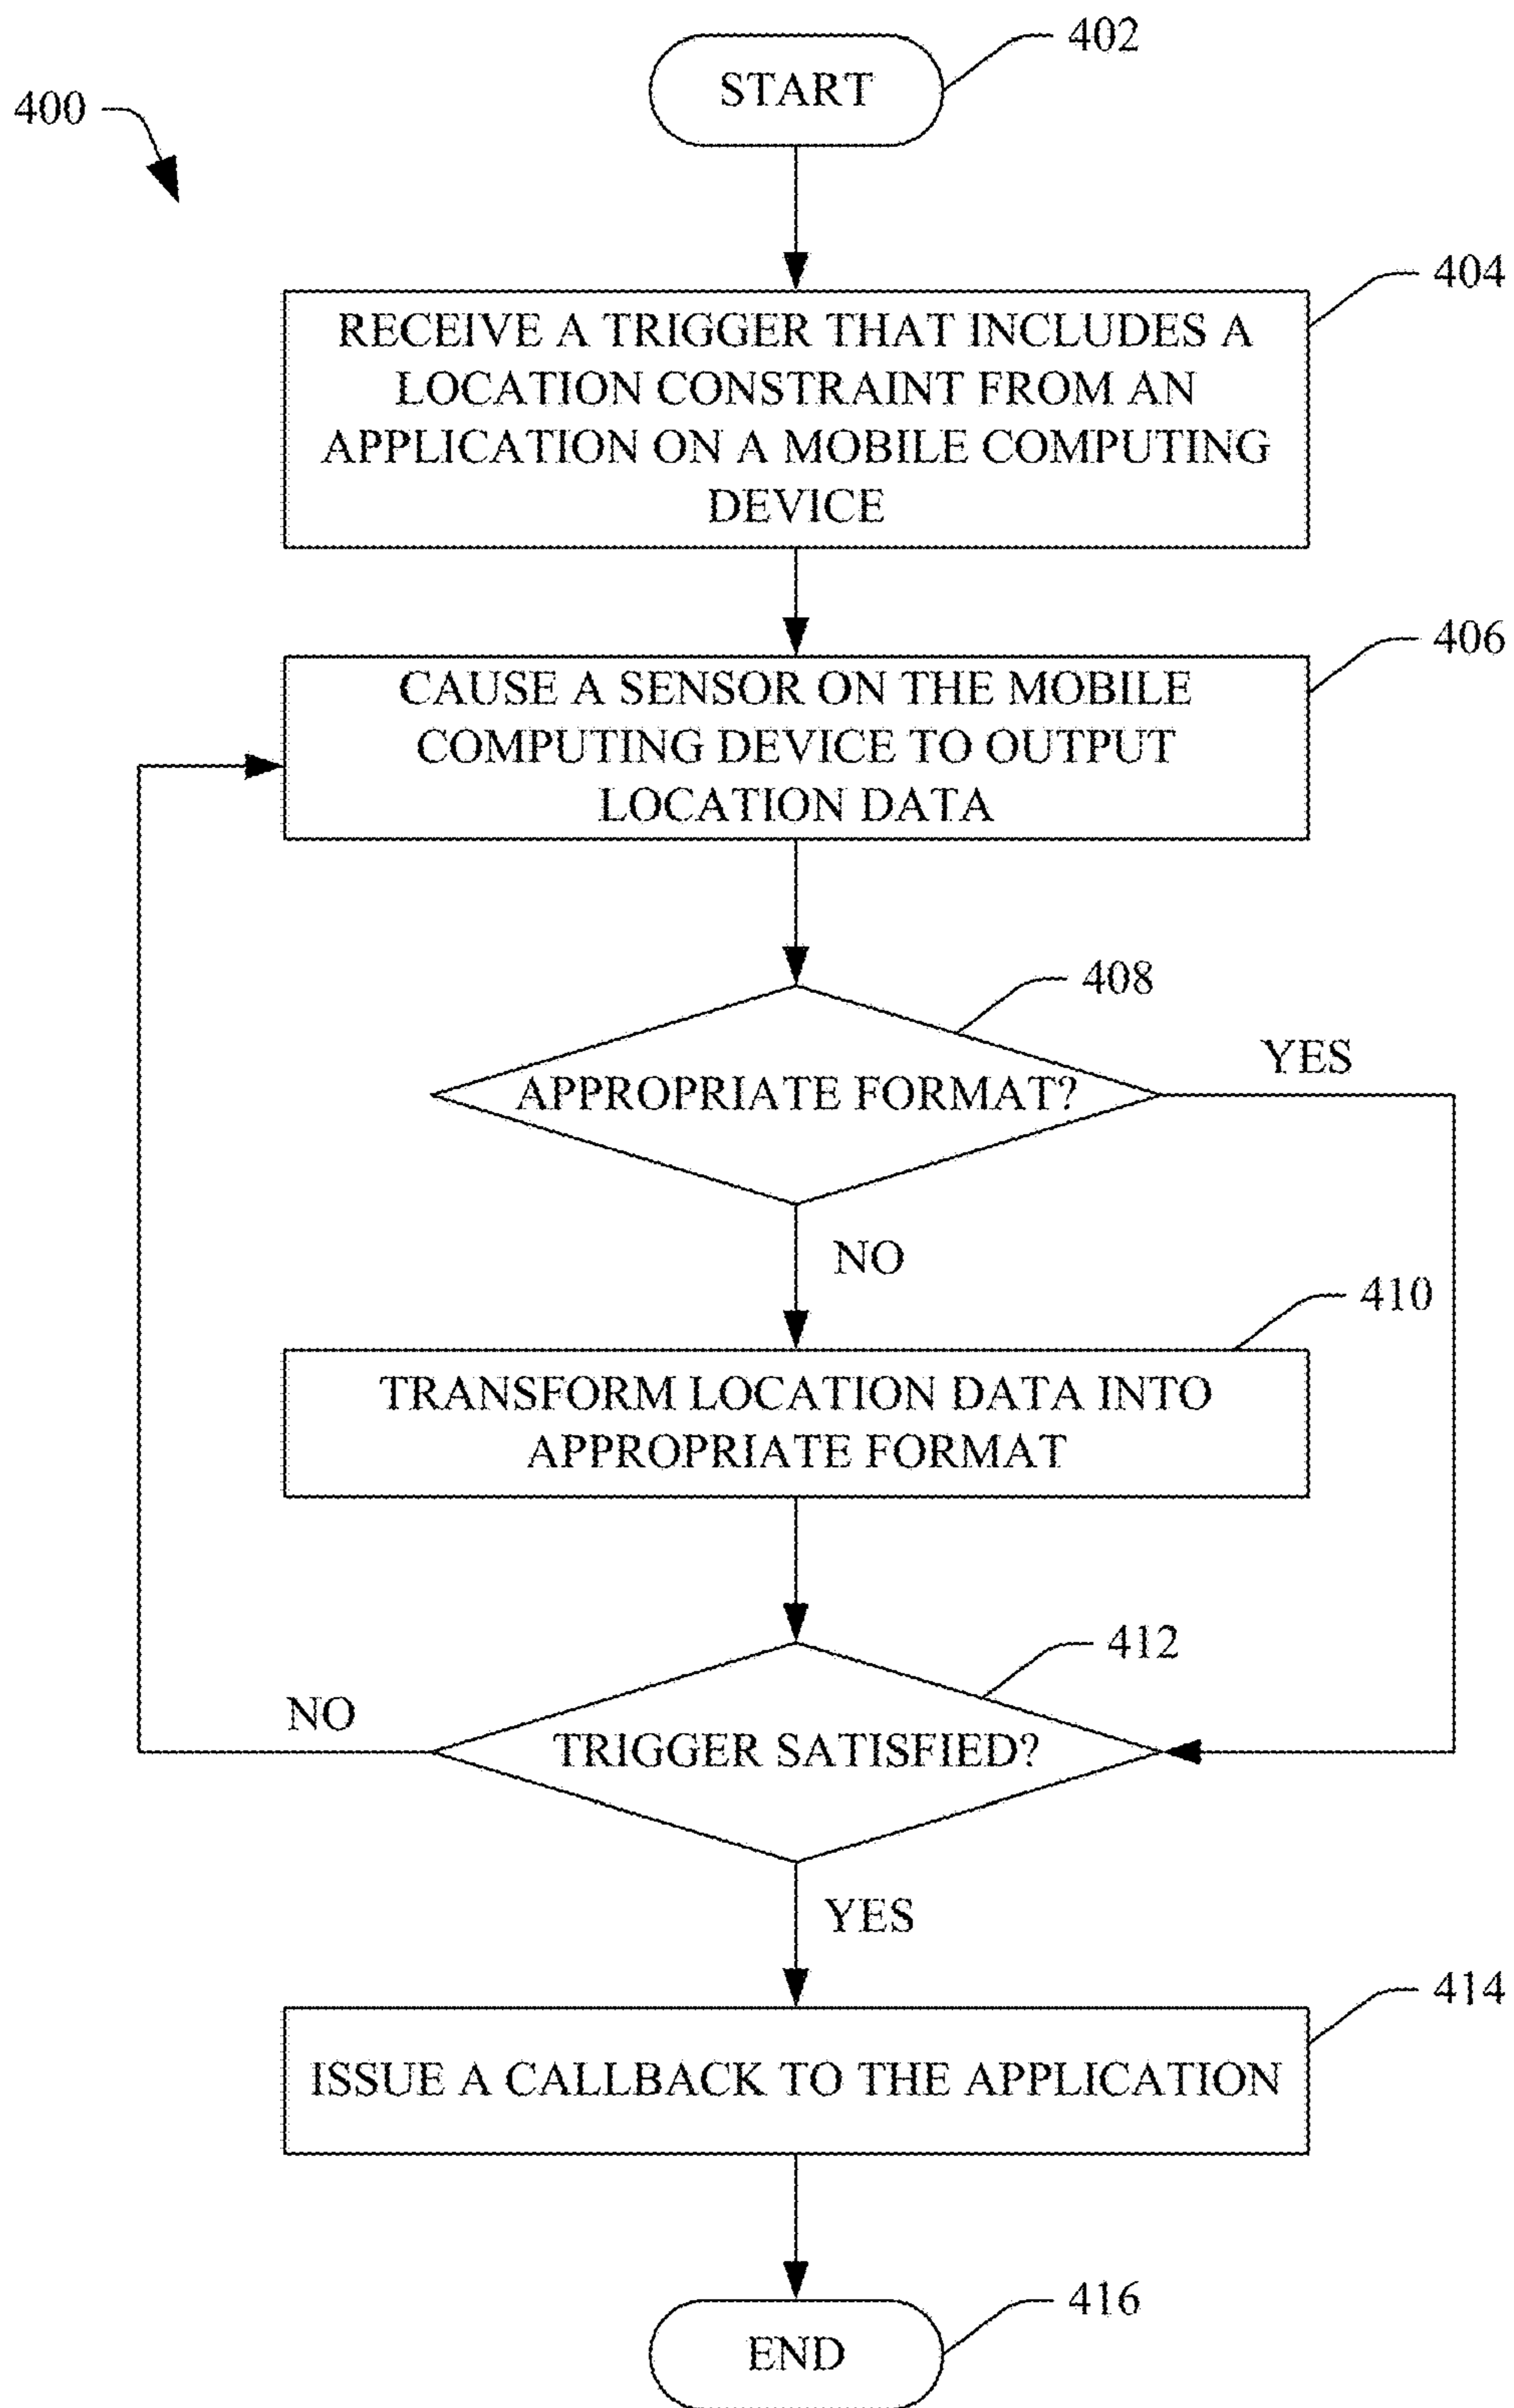 402
START
400
404
RECEIVE A TRIGGER THAT INCLUDES A
LOCATION CONSTRAINT FROM AN
APPLICATION ON A MOBILE COMPUTING
DEVICE
406
CAUSE A SENSOR ON THE MOBILE
COMPUTING DEVICE TO OUTPUT
LOCATION DATA
408
YES
APPROPRIATE FORMAT?
NO
410
TRANSFORM LOCATION DATA INTO
APPROPRIATE FORMAT
412
NO
TRIGGER SATISFIED?
YES
414
ISSUE A CALLBACK TO THE APPLICATION
416
END